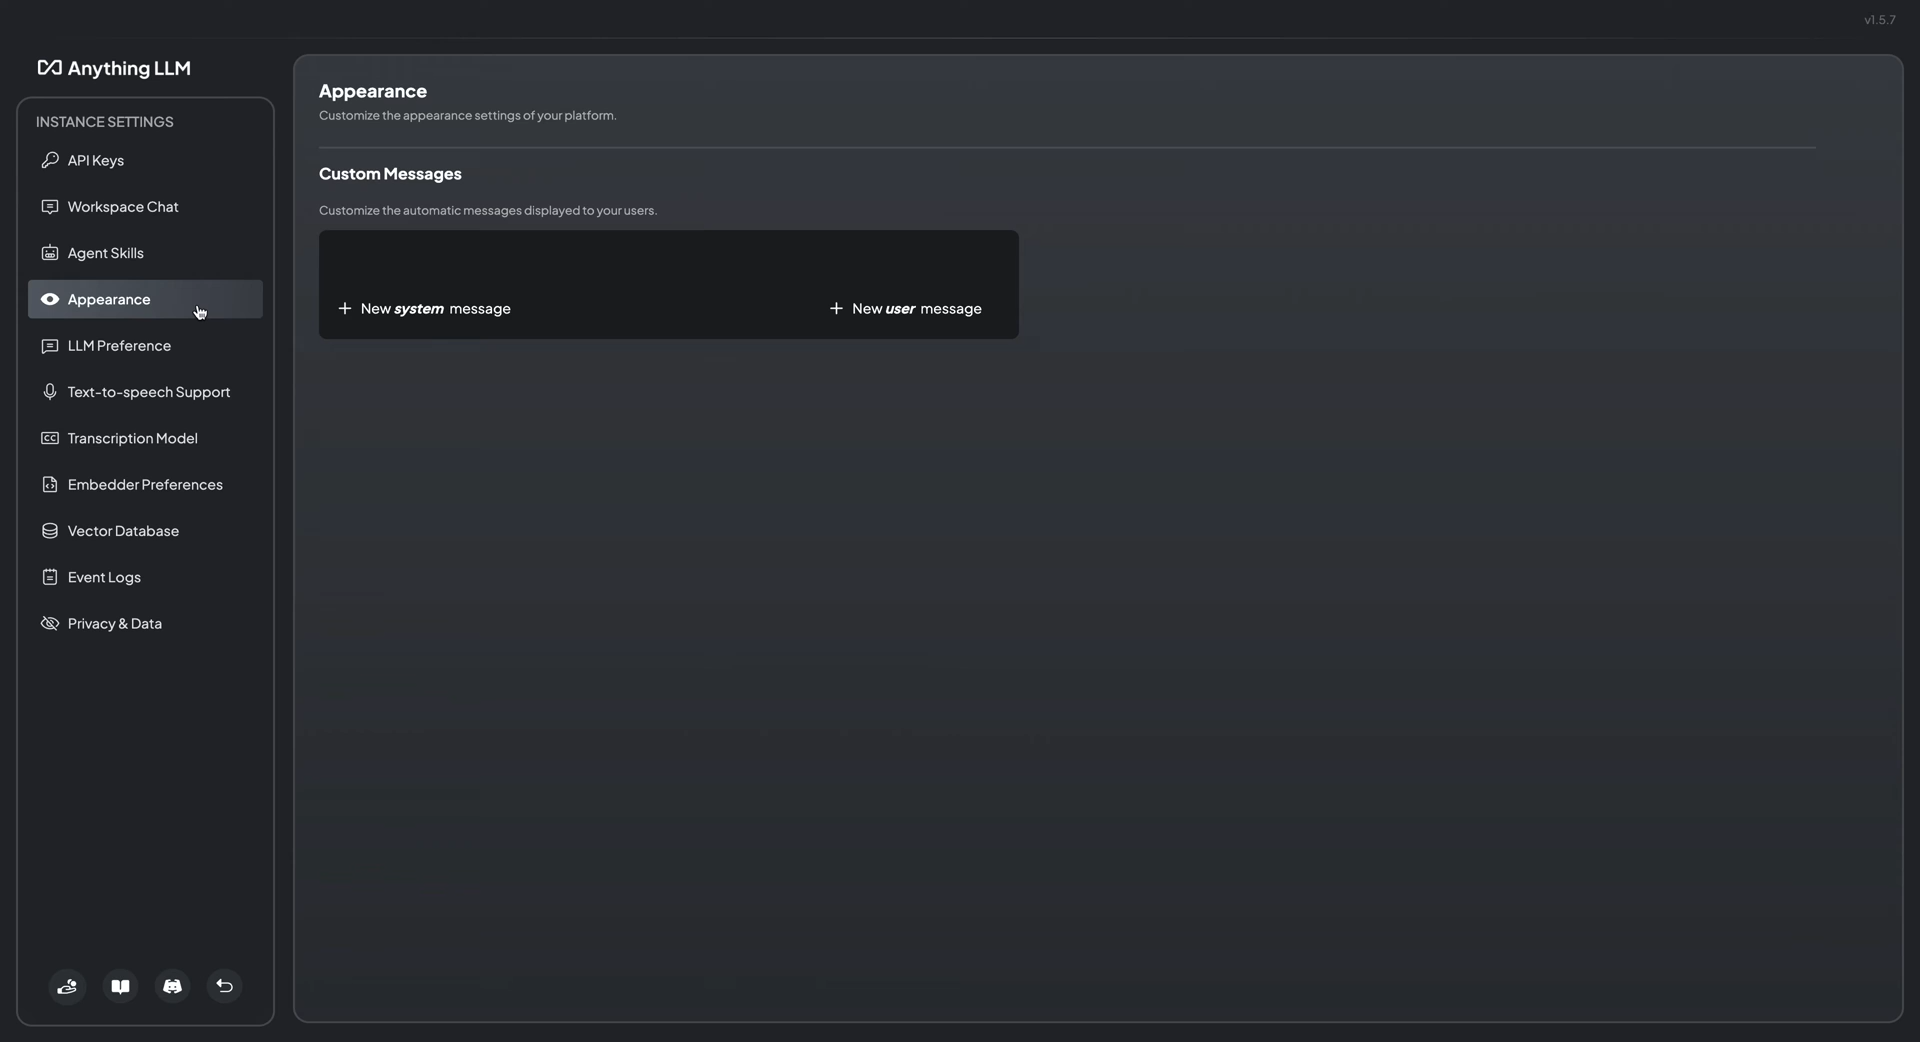 v1.5.7
Anything LLM
INSTANCE SETTINGS
API Keys
Workspace Chat
Agent Skills
Appearance
LLM Preference
Text-to-speech Support
Transcription Model
Embedder Preferences
Vector Database
Event Logs
Privacy & Data
Appearance
Customize the appearance settings of your platform.
Custom Messages
Customize the automatic messages displayed to your users.
New system message
New user message